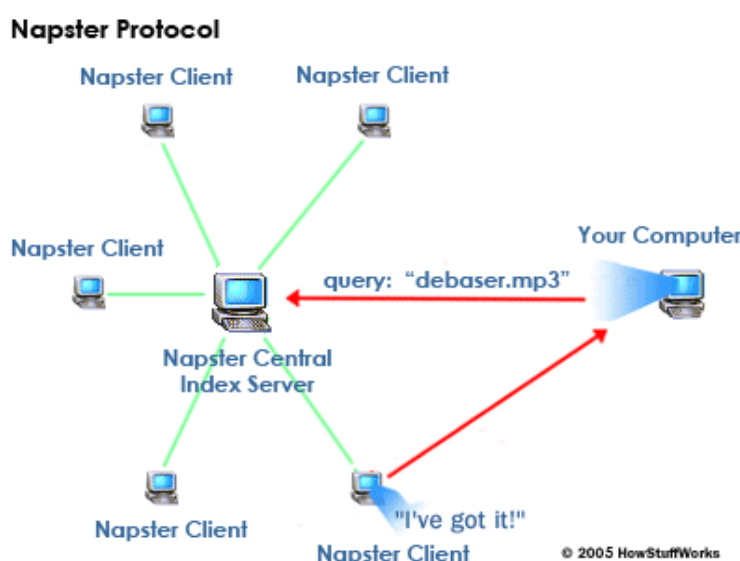 Napster Protocol
Napster Client
Napster Client
Napster Client
Your Computer
query: “debaser.mp3”
Napster Central
Index Server
Napster Client
"I've got it!"
Napster Client
© 2005 HowStuffWorks